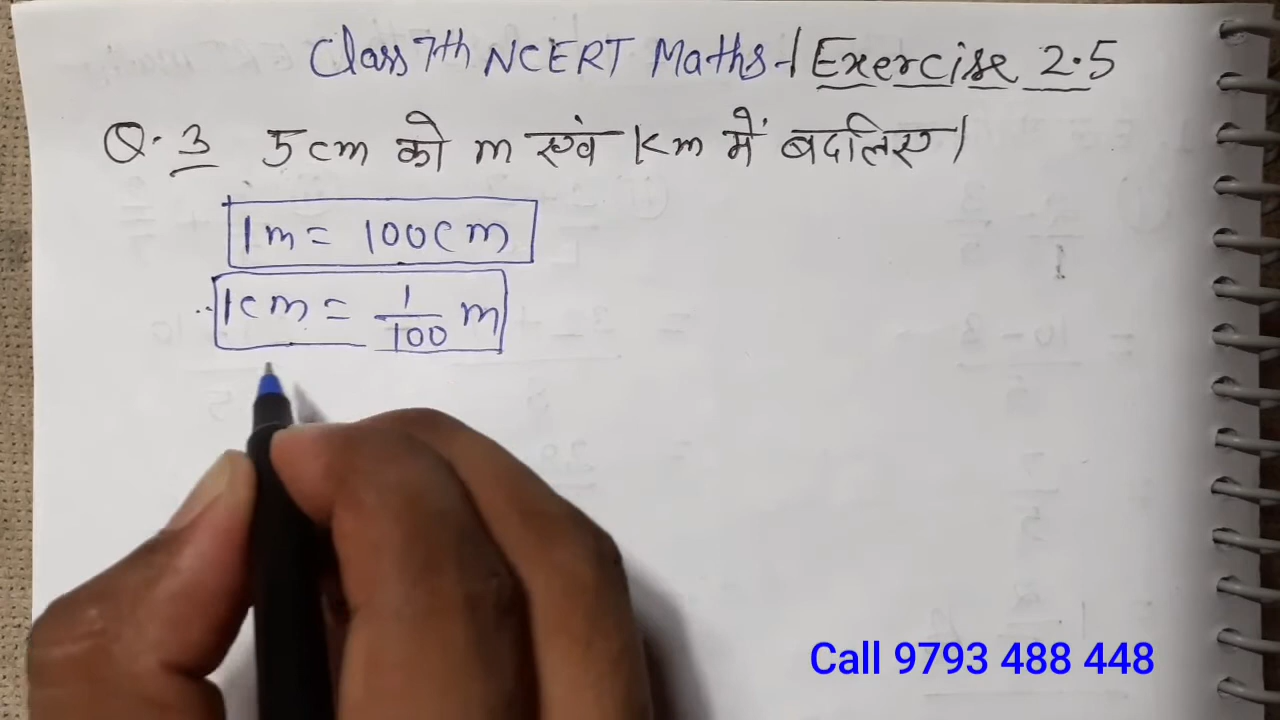 Class 7th NCERT Maths - | Exercise 2.5
Q. 3 5 cm को m एवं Km में बदलिए।
1 m = 100 cm
1 cm = 1/100 m
Call 9793 488 448